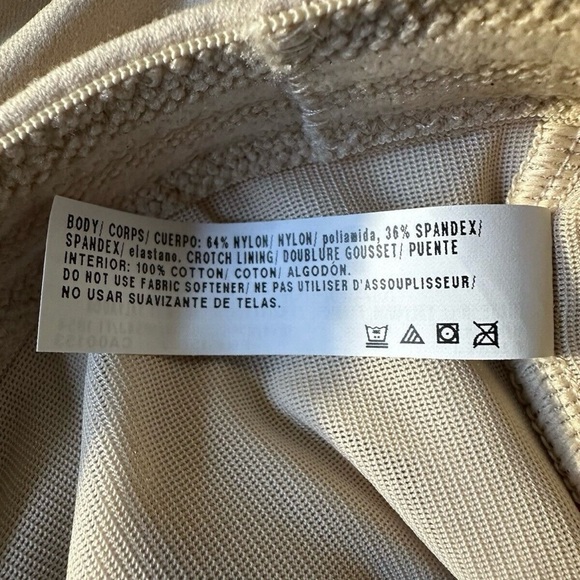 BODY/ CORPS/ CUERPO: 64% NYLON/ NYLON/ poliamida, 36% SPANDEX/
SPANDEX/ elastano. CROTCH LINING/ DOUBLURE GOUSSET/ PUENTE
INTERIOR: 100% COTTON/ COTON/ ALGODÓN.
DO NOT USE FABRIC SOFTENER/ NE PAS UTILISER D'ASSOUPLISSEUR/
NO USAR SUAVIZANTE DE TELAS.